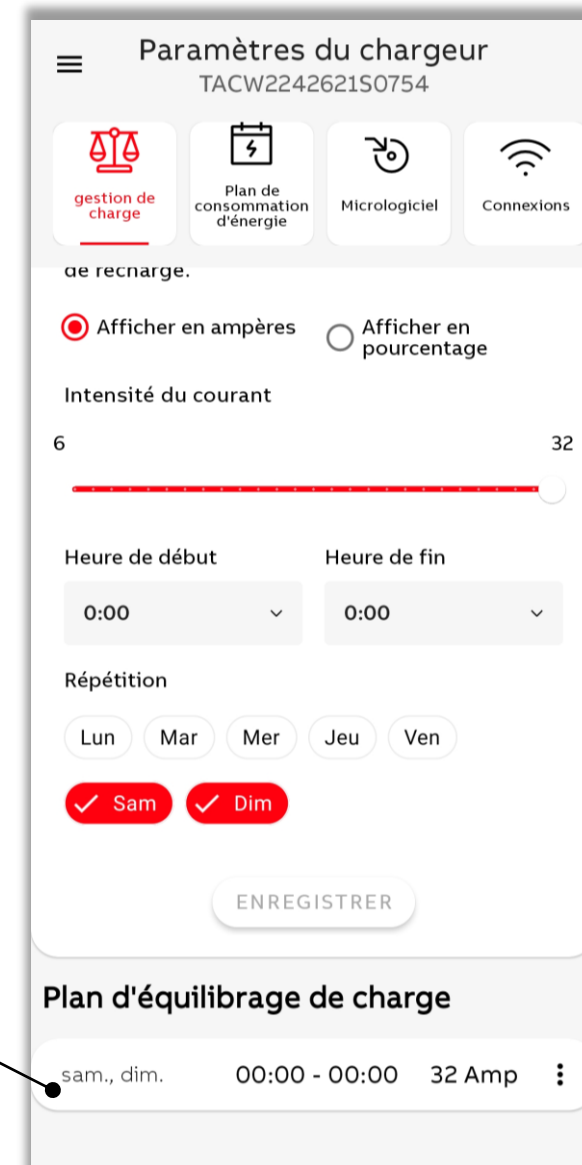 Paramètres du chargeur
TACW2242621S0754
gestion de
charge
Plan de
consommation
d'énergie
Micrologiciel
Connexions
de recharge.
Afficher en ampères
Afficher en
pourcentage
Intensité du courant
6 32
Heure de début Heure de fin
0:00 0:00
Répétition
Lun Mar Mer Jeu Ven
Sam Dim
ENREGISTRER
Plan d'équilibrage de charge
sam., dim. 00:00 - 00:00 32 Amp